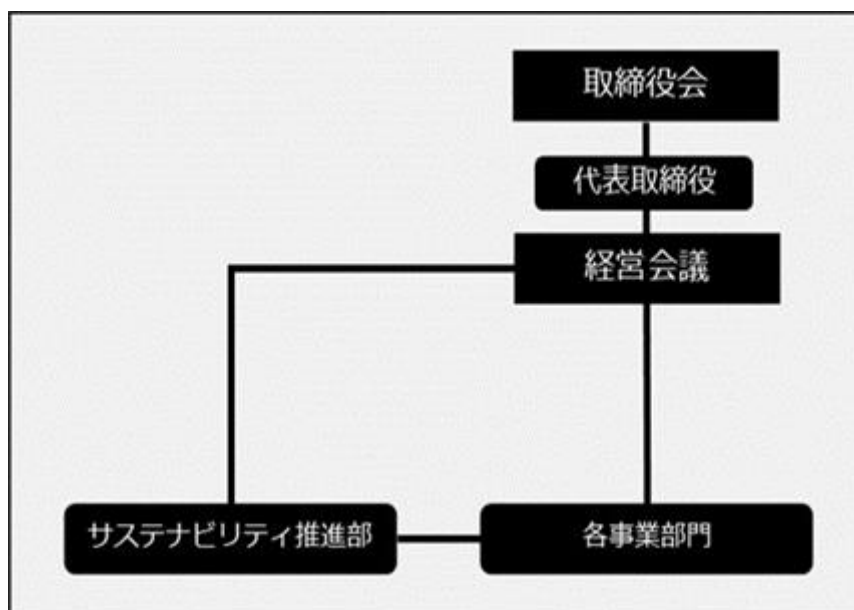 取締役会
代表取締役
経営会議
サステナビリティ推進部
各事業部門